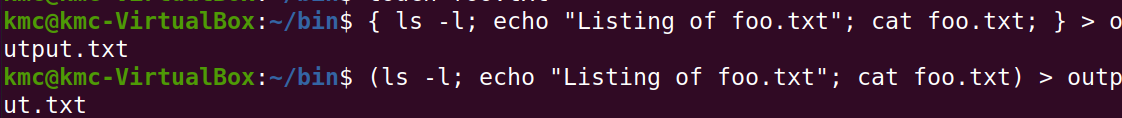 kmc@kmc-VirtualBox:~/bin$ { ls -l; echo "Listing of foo.txt"; cat foo.txt; } > o
utput.txt
kmc@kmc-VirtualBox:~/bin$ (ls -l; echo "Listing of foo.txt"; cat foo.txt) > outp
ut.txt